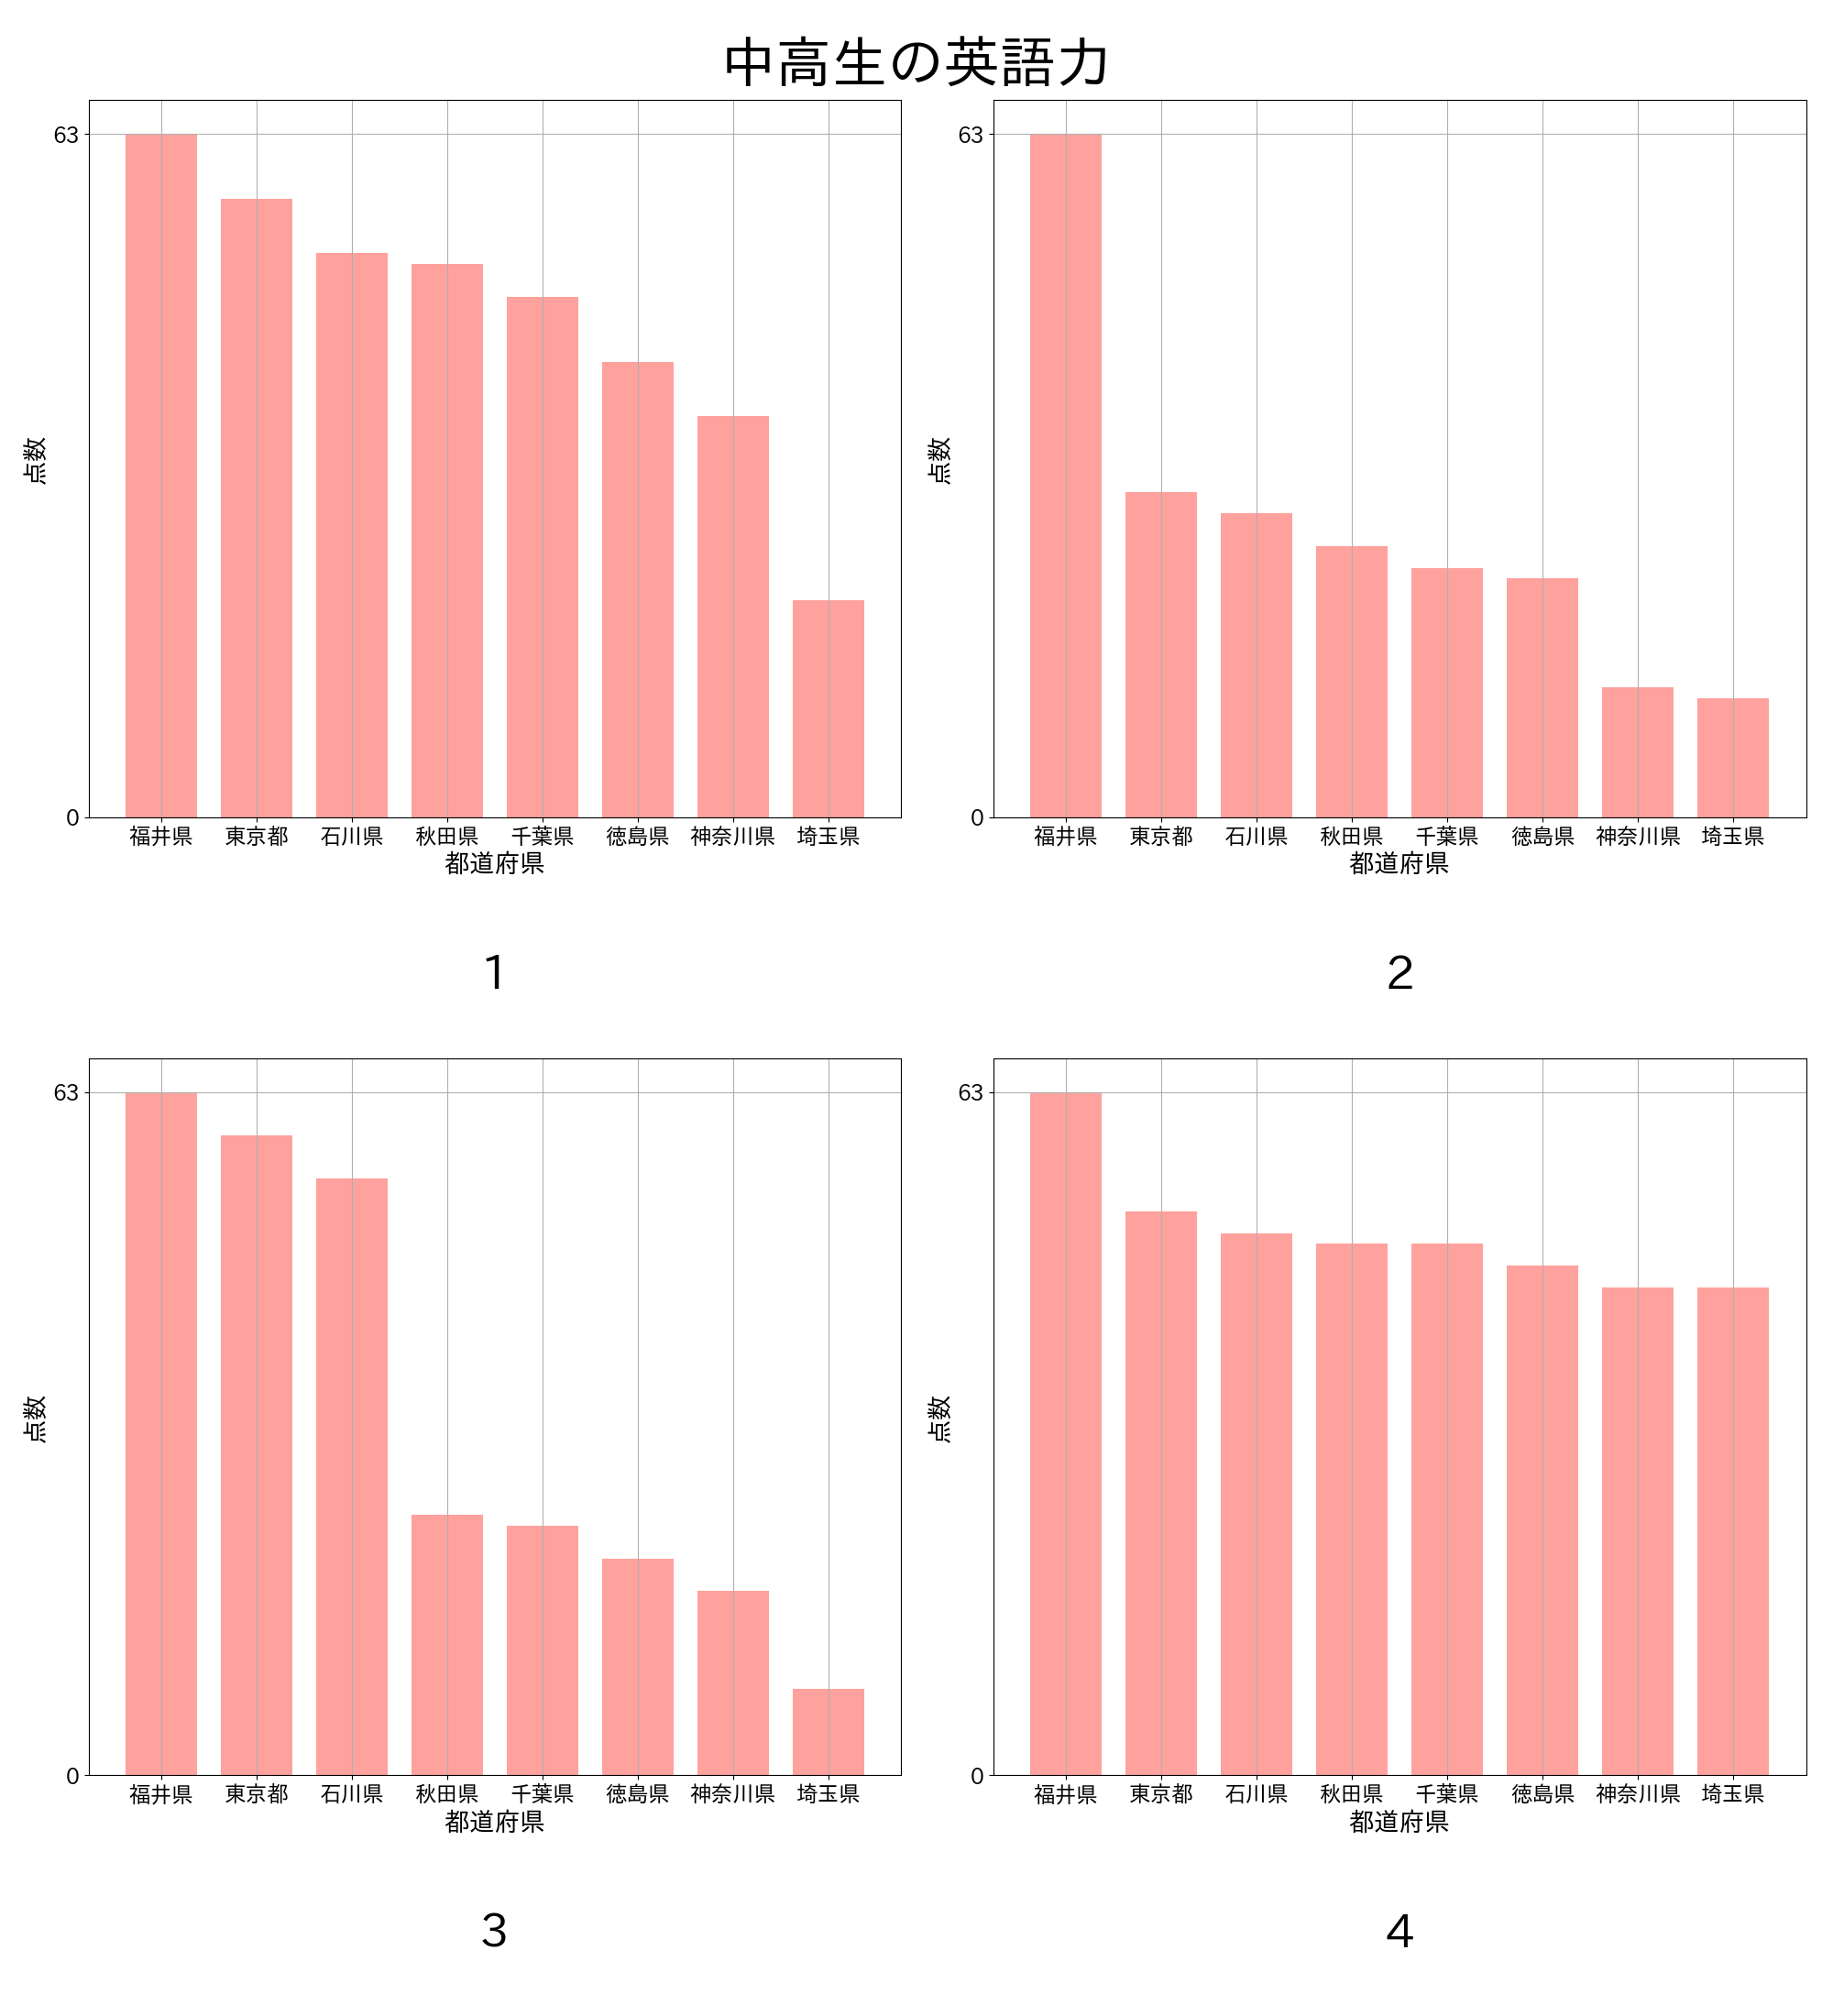 中高生の英語力
63
点数
0
福井県 東京都 石川県 秋田県 千葉県 徳島県 神奈川県 埼玉県
都道府県
1
63
点数
0
福井県 東京都 石川県 秋田県 千葉県 徳島県 神奈川県 埼玉県
都道府県
2
63
点数
0
福井県 東京都 石川県 秋田県 千葉県 徳島県 神奈川県 埼玉県
都道府県
3
63
点数
0
福井県 東京都 石川県 秋田県 千葉県 徳島県 神奈川県 埼玉県
都道府県
4